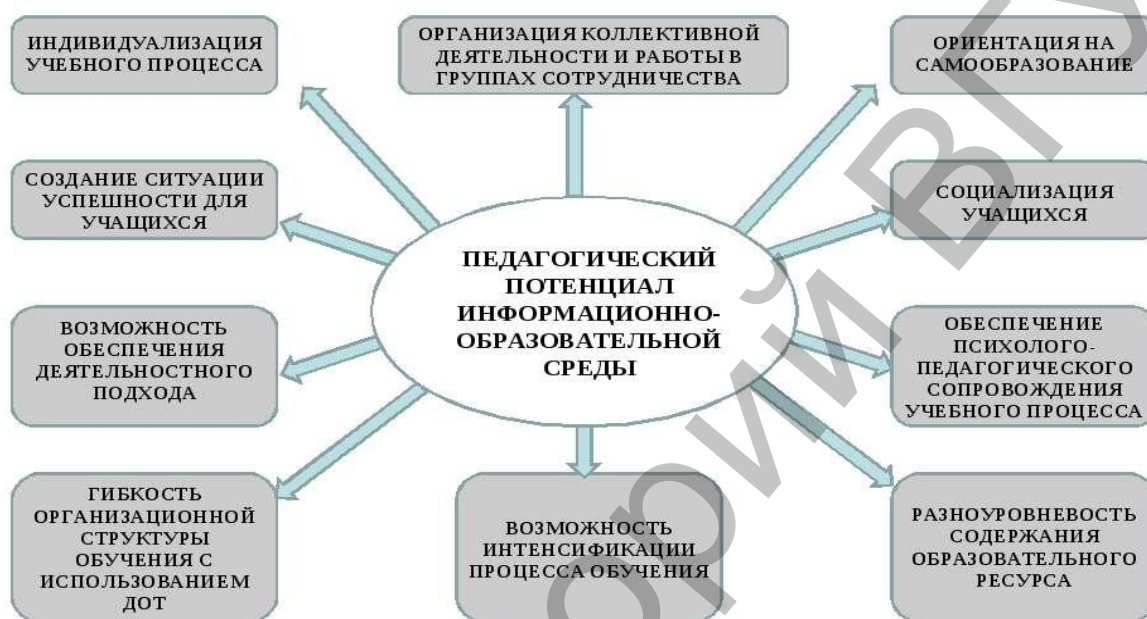 ИНДИВИДУАЛИЗАЦИЯ
УЧЕБНОГО ПРОЦЕССА
ОРГАНИЗАЦИЯ КОЛЛЕКТИВНОЙ
ДЕЯТЕЛЬНОСТИ И РАБОТЫ В
ГРУППАХ СОТРУДНИЧЕСТВА
ОРИЕНТАЦИЯ НА
САМООБРАЗОВАНИЕ
СОЗДАНИЕ СИТУАЦИИ
УСПЕШНОСТИ ДЛЯ
УЧАЩИХСЯ
СОЦИАЛИЗАЦИЯ
УЧАЩИХСЯ
ПЕДАГОГИЧЕСКИЙ
ПОТЕНЦИАЛ
ИНФОРМАЦИОННО-
ОБРАЗОВАТЕЛЬНОЙ
СРЕДЫ
ВОЗМОЖНОСТЬ
ОБЕСПЕЧЕНИЯ
ДЕЯТЕЛЬНОСТНОГО
ПОДХОДА
ОБЕСПЕЧЕНИЕ
ПСИХОЛОГО-
ПЕДАГОГИЧЕСКОГО
СОПРОВОЖДЕНИЯ
УЧЕБНОГО ПРОЦЕССА
ГИБКОСТЬ
ОРГАНИЗАЦИОННОЙ
СТРУКТУРЫ
ОБУЧЕНИЯ С
ИСПОЛЬЗОВАНИЕМ
ДОТ
ВОЗМОЖНОСТЬ
ИНТЕНСИФИКАЦИИ
ПРОЦЕССА ОБУЧЕНИЯ
РАЗНОУРОВНЕВОСТЬ
СОДЕРЖАНИЯ
ОБРАЗОВАТЕЛЬНОГО
РЕСУРСА